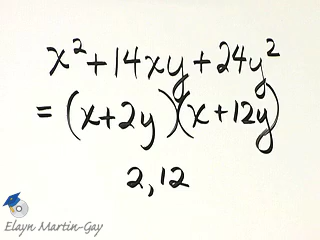 x² + 14xy + 24y²
= (x + 2y)(x + 12y)
2, 12
Elayn Martin-Gay